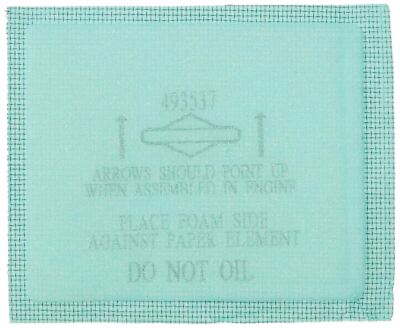 493537
ARROWS SHOULD POINT UP
WHEN ASSEMBLED IN ENGINE
PLACE FOAM SIDE
AGAINST PAPER ELEMENT
DO NOT OIL